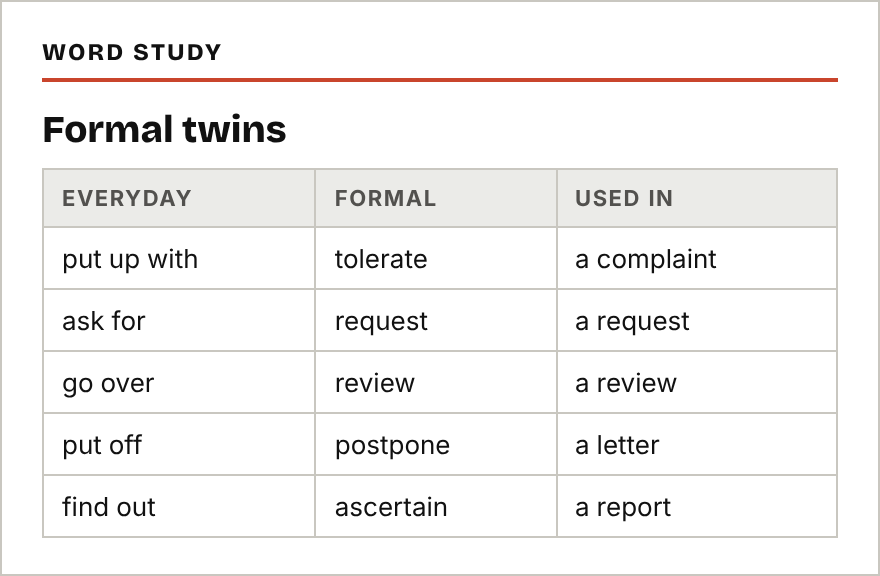 WORD STUDY
Formal twins
EVERYDAY FORMAL USED IN
put up with tolerate a complaint
ask for request a request
go over review a review
put off postpone a letter
find out ascertain a report